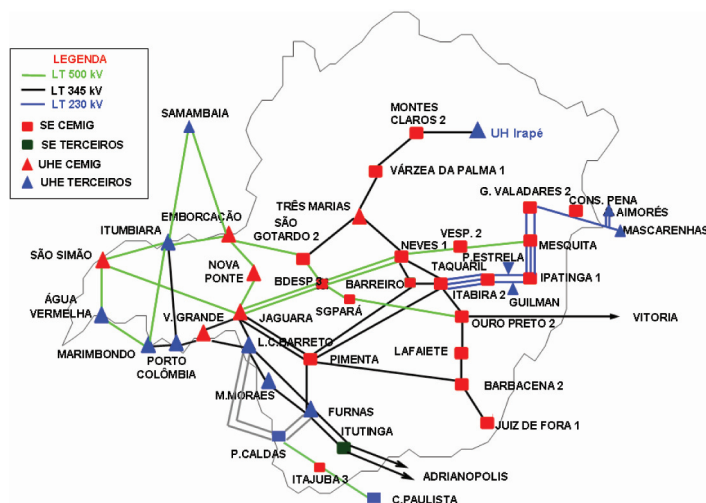 LEGENDA
LT 500 kV
LT 345 kV
LT 230 kV
SE CEMIG
SE TERCEIROS
UHE CEMIG
UHE TERCEIROS
SAMAMBAIA
MONTES
CLAROS 2
UH Irapé
VÁRZEA DA PALMA 1
G. VALADARES 2
CONS. PENA
AIMORÉS
MASCARENHAS
TRÊS MARIAS
EMBORCAÇÃO
SÃO
GOTARDO 2
ITUMBIARA
NEVES 1
VESP. 2
MESQUITA
SÃO SIMÃO
NOVA
PONTE
BDESP 3
BARREIRO
TAQUARIL
P.ESTRELA
IPATINGA 1
ITABIRA 2
GUILMAN
SGPARÁ
ÁGUA
VERMELHA
V.GRANDE
JAGUARA
OURO PRETO 2
VITORIA
MARIMBONDO
PORTO
COLÔMBIA
L.C.BARRETO
PIMENTA
LAFAIETE
BARBACENA 2
M.MORAES
FURNAS
JUIZ DE FORA 1
ITUTINGA
P.CALDAS
ITAJUBA 3
ADRIANOPOLIS
C.PAULISTA